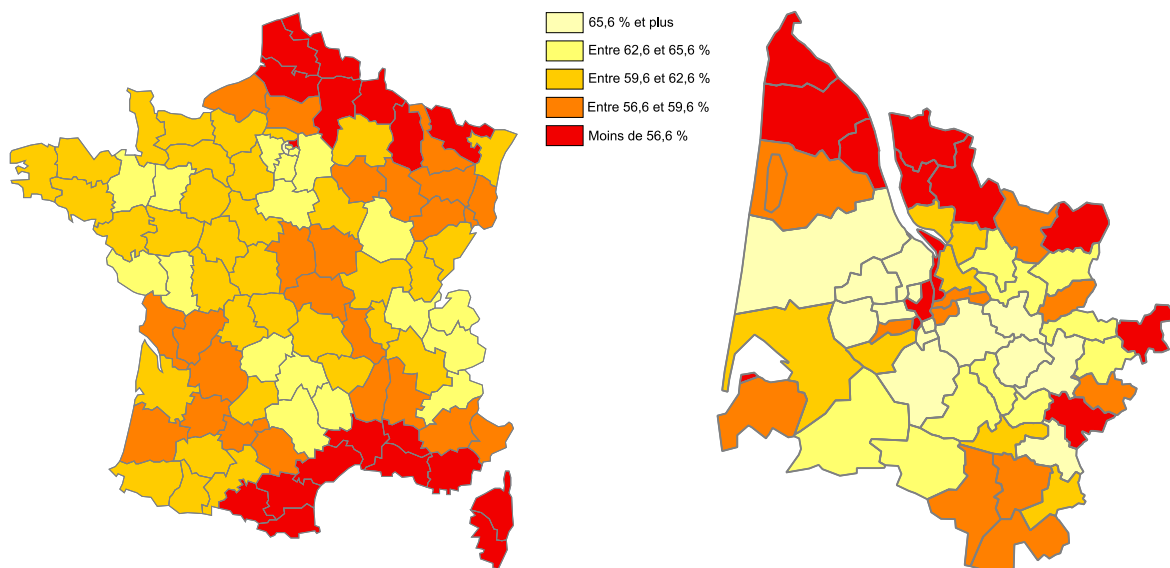 65,6 % et plus
Entre 62,6 et 65,6 %
Entre 59,6 et 62,6 %
Entre 56,6 et 59,6 %
Moins de 56,6 %